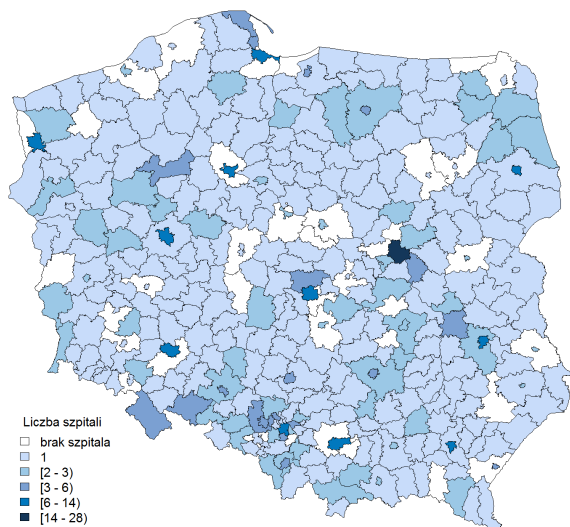 Liczba szpitali
brak szpitala
1
[2 - 3)
[3 - 6)
[6 - 14)
[14 - 28)